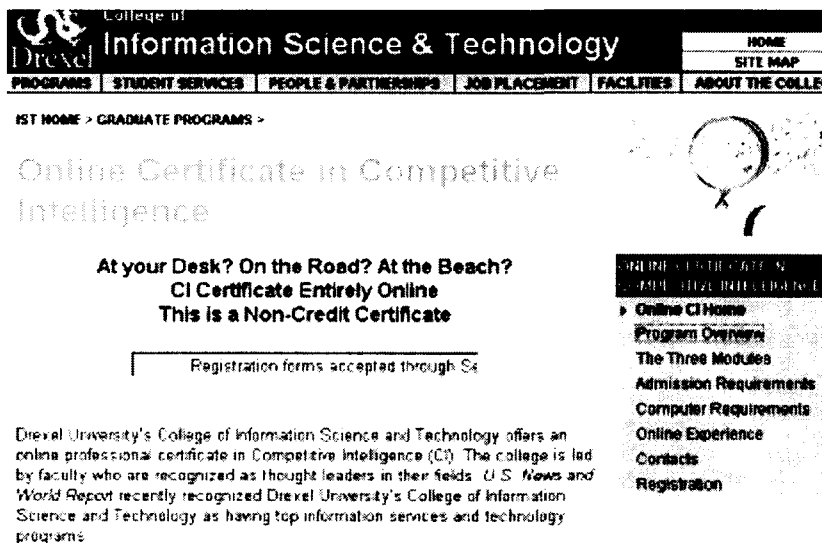 College of
Drexel
Information Science & Technology
HOME
SITE MAP
PROGRAMS STUDENT SERVICES PEOPLE & PARTNERSHIPS JOB PLACEMENT FACILITIES ABOUT THE COLLE
IST HOME > GRADUATE PROGRAMS >
Online Certificate in Competitive
Intelligence
At your Desk? On the Road? At the Beach?
CI Certificate Entirely Online
This is a Non-Credit Certificate
Registration forms accepted through Se
Drexel University's College of Information Science and Technology offers an
online professional certificate in Competitive Intelligence (CI). The college is led
by faculty who are recognized as thought leaders in their fields. U.S. News and
World Report recently recognized Drexel University's College of Information
Science and Technology as having top information services and technology
programs
ONLINE CERTIFICATE IN
COMPETITIVE INTELLIGENCE
Online CI Home
Program Overview
The Three Modules
Admission Requirements
Computer Requirements
Online Experience
Contacts
Registration